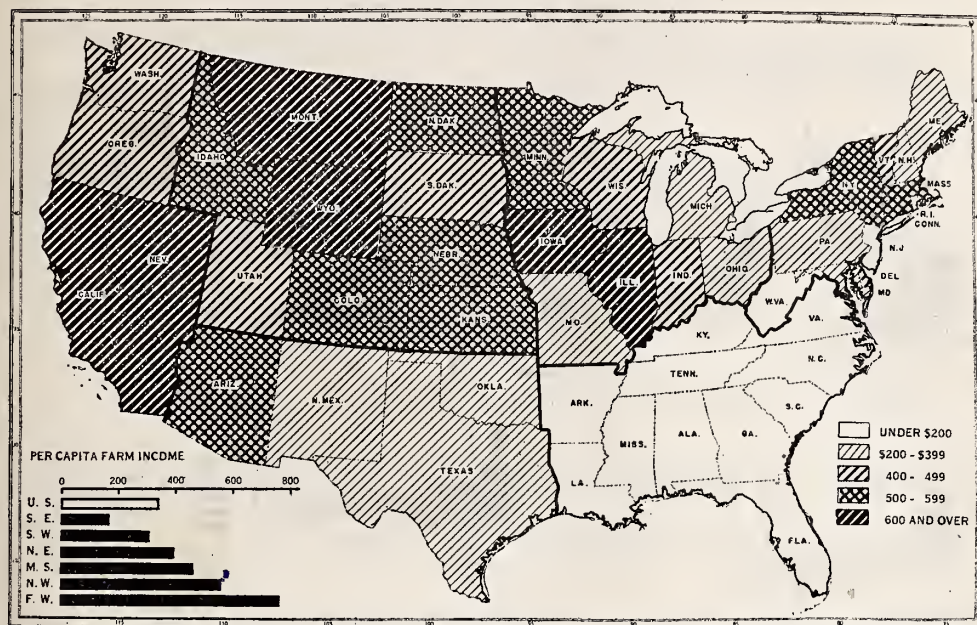 WASH.
OREG.
IDAHO
MONT.
N.DAK.
MINN.
WYO.
S.DAK.
WIS.
MICH.
NEV.
CALIF.
UTAH
COLO.
NEBR.
KANS.
IOWA
ILL.
IND.
OHIO
MO.
PA.
N.Y.
VT.
N.H.
ME.
MASS
R.I.
CONN.
N.J
DEL
MD
W.VA.
VA.
KY.
N.C.
TENN.
S.C.
ARIZ.
N.MEX.
OKLA.
TEXAS
ARK.
LA.
MISS.
ALA.
GA.
FLA.
UNDER $200
$200 - $399
400 - 499
500 - 599
600 AND OVER
PER CAPITA FARM INCOME
0 200 400 600 800
U. S.
S. E.
S. W.
N. E.
M. S.
N. W.
F. W.